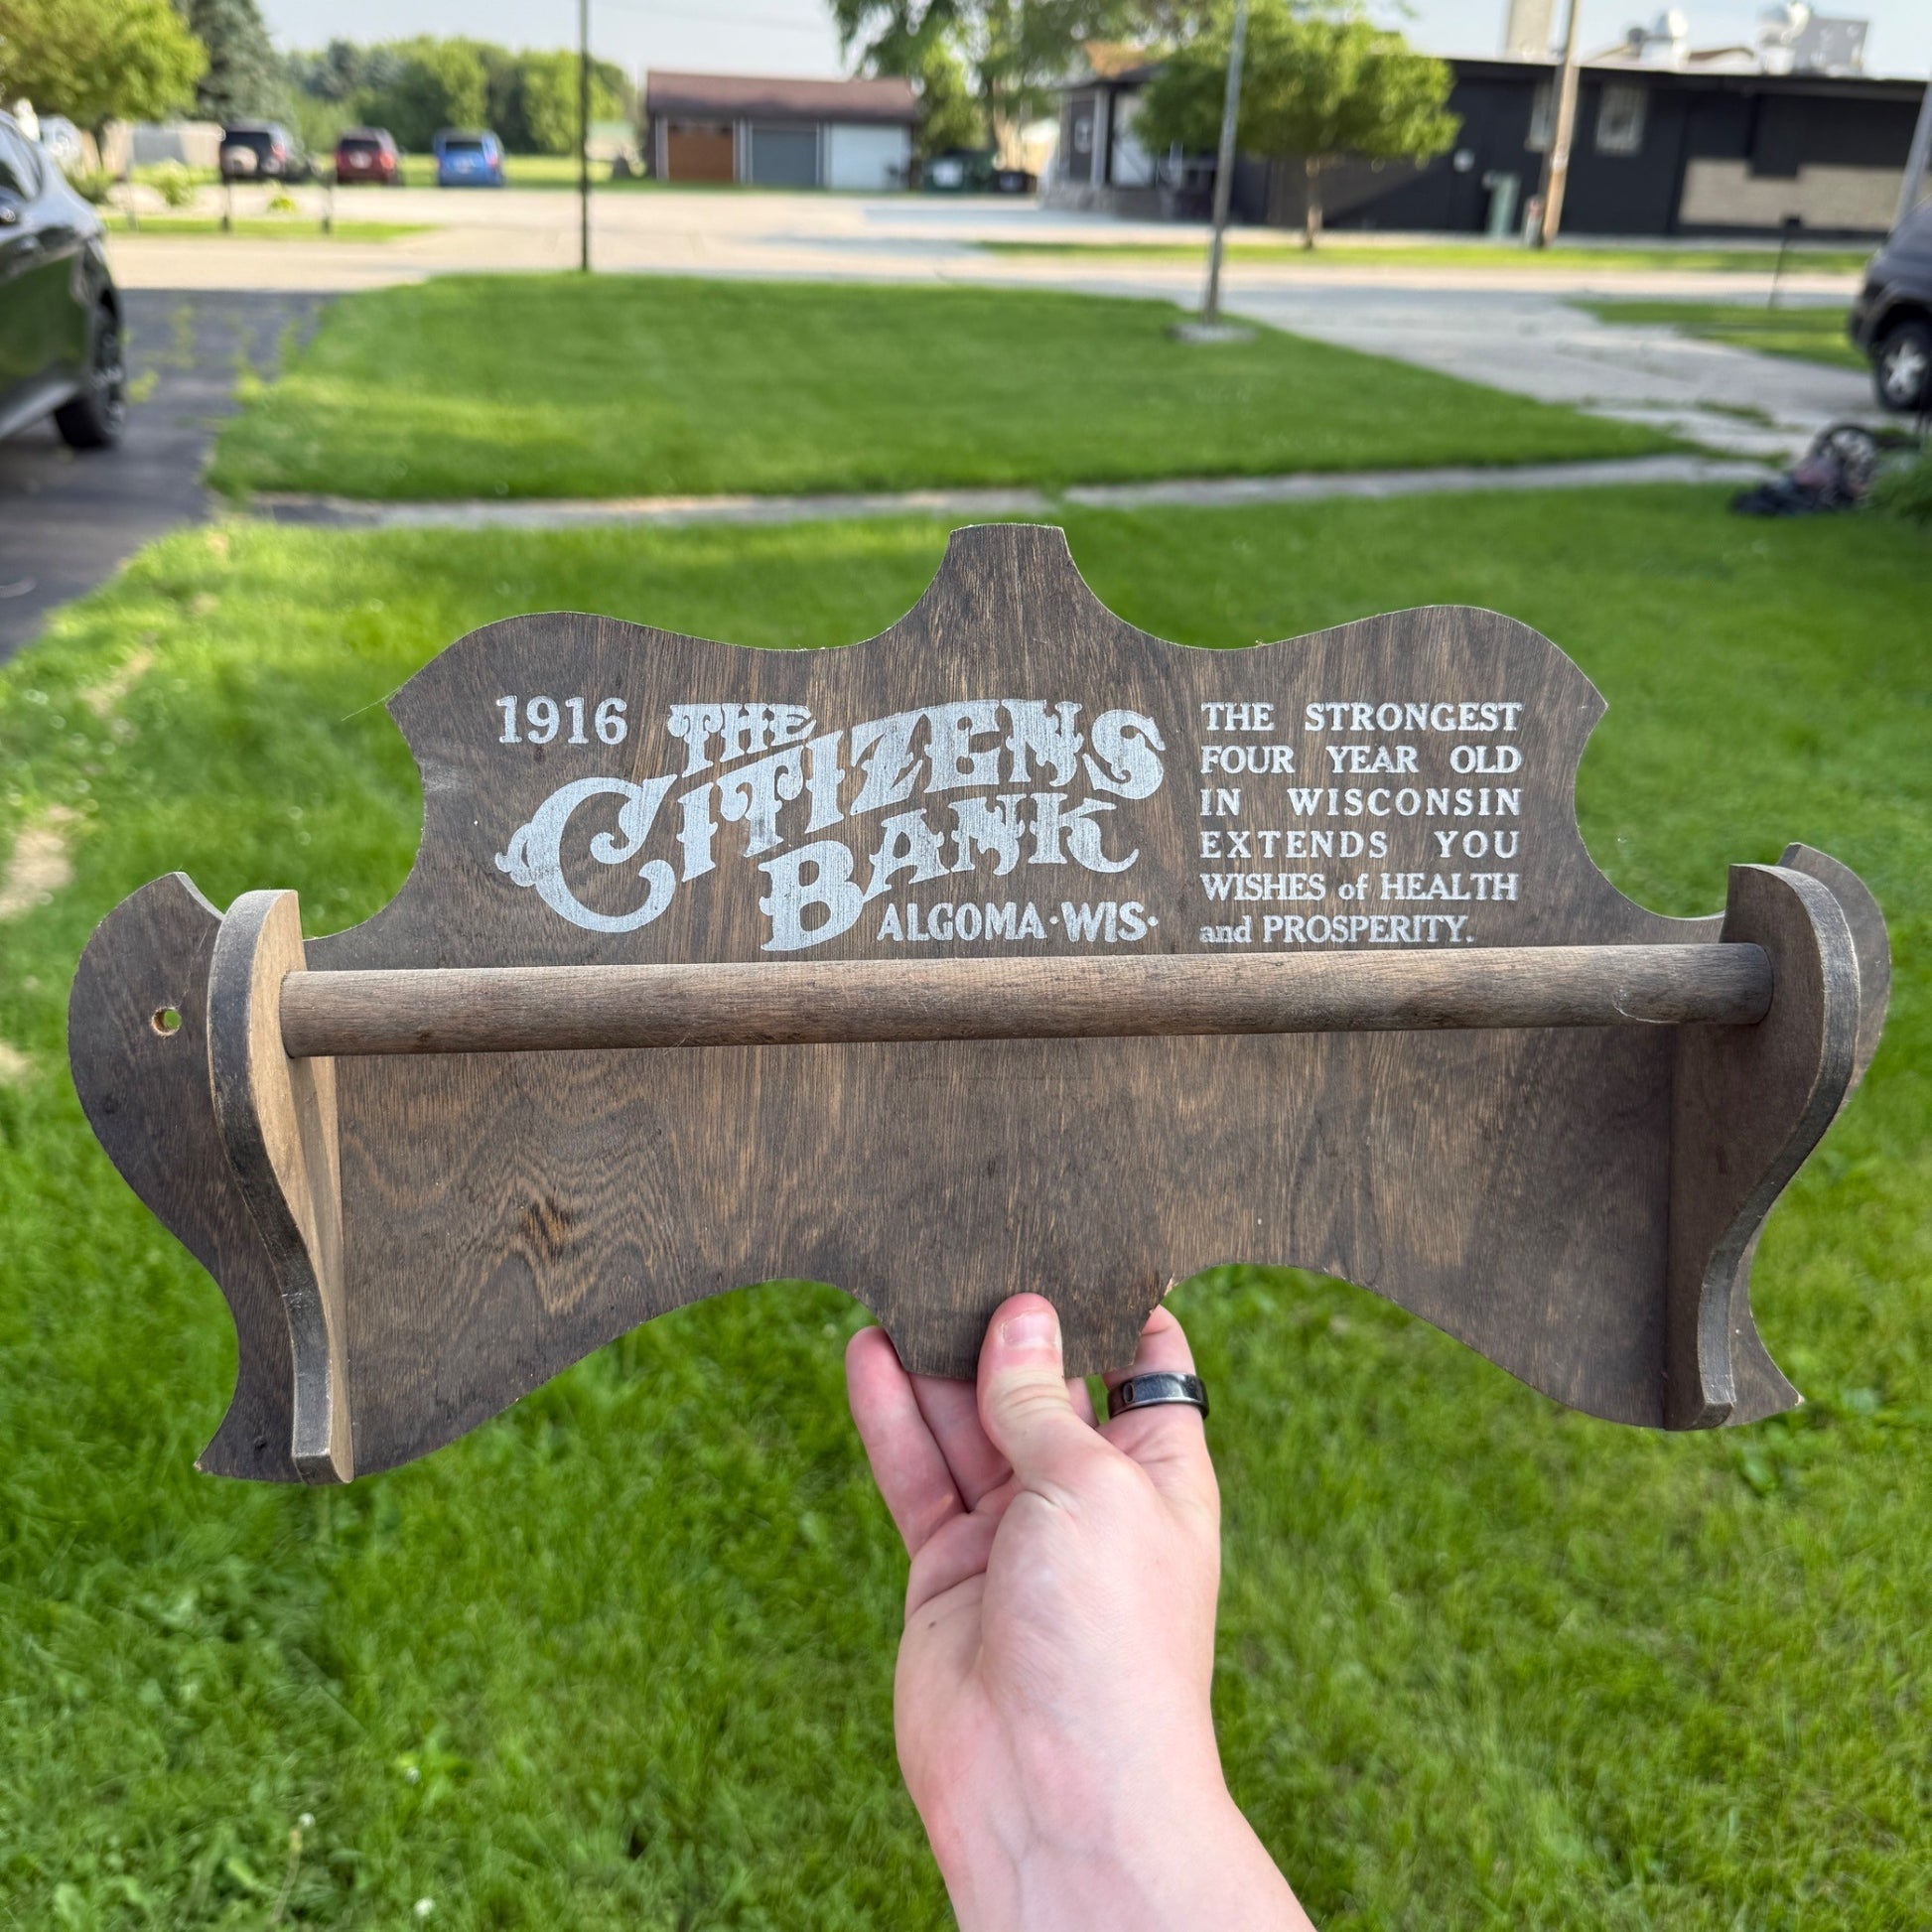 1916
THE
CITIZENS
BANK
ALGOMA·WIS·
THE STRONGEST
FOUR YEAR OLD
IN WISCONSIN
EXTENDS YOU
WISHES of HEALTH
and PROSPERITY.